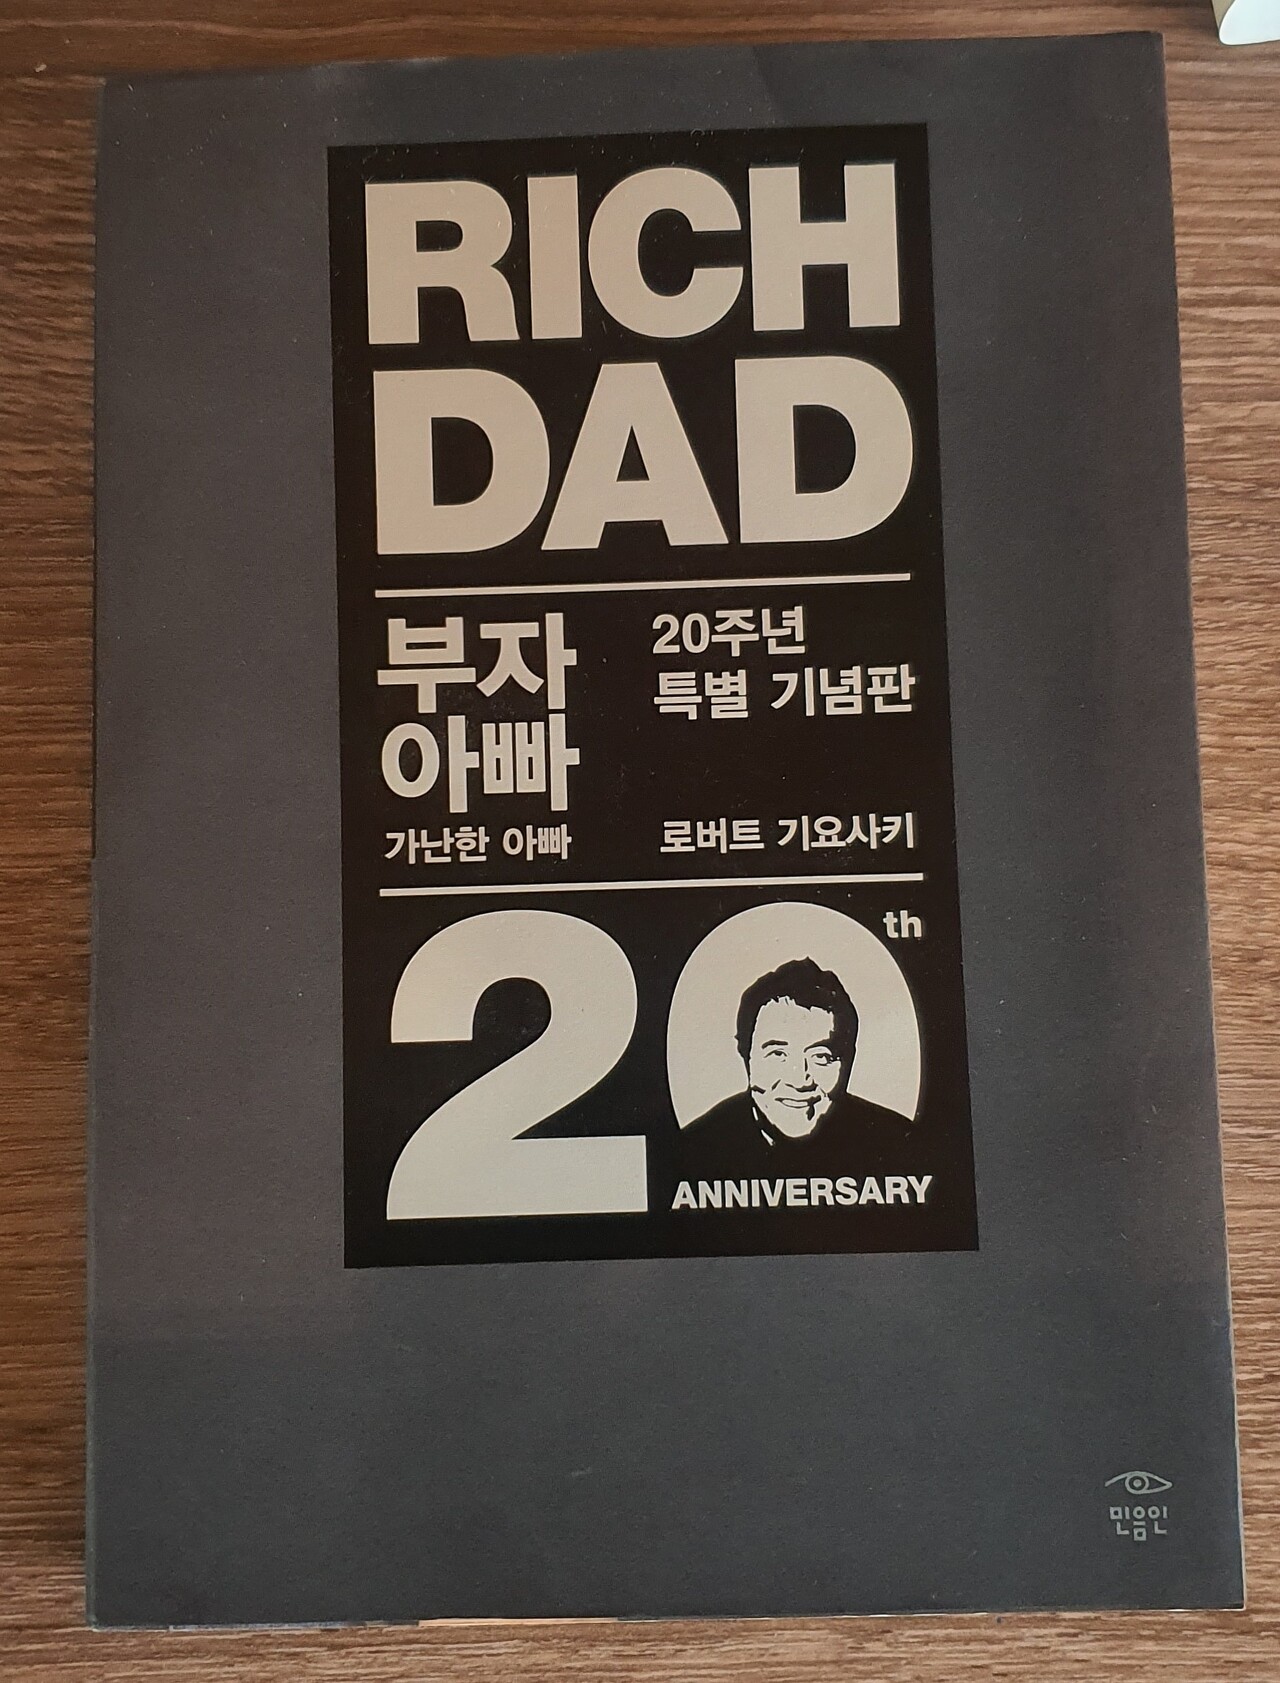 RICH
DAD
부자
아빠
가난한 아빠
20주년
특별 기념판
로버트 기요사키
20th
ANNIVERSARY
민음인